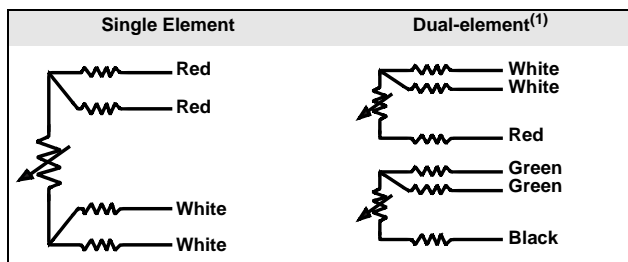 Single Element
Dual-element(1)
Red
Red
White
White
White
White
Red
Green
Green
Black